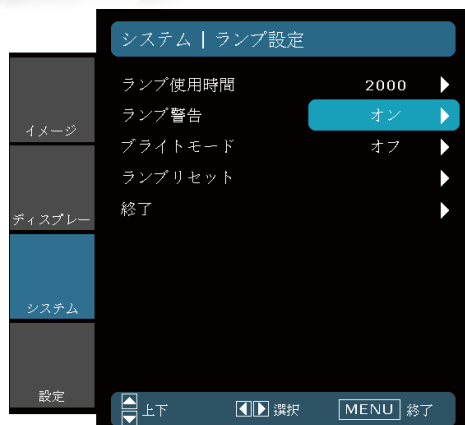 システム | ランプ設定
イメージ
ディスプレー
システム
設定
ランプ使用時間 2000
ランプ警告 オン
ブライトモード オフ
ランプリセット
終了
上下 選択 MENU 終了